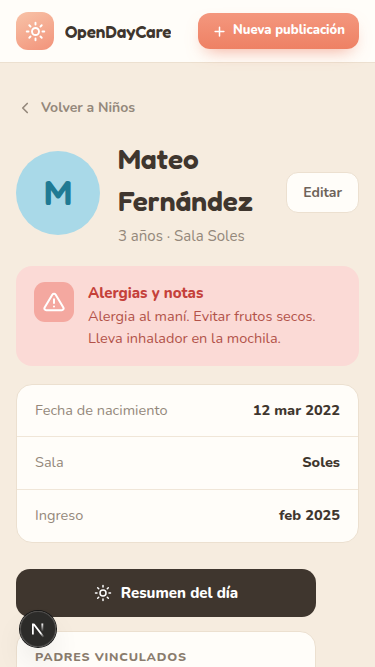 OpenDayCare
+ Nueva publicación
Volver a Niños
M
Mateo
Fernández
3 años · Sala Soles
Editar
Alergias y notas
Alergia al maní. Evitar frutos secos.
Lleva inhalador en la mochila.
Fecha de nacimiento 12 mar 2022
Sala Soles
Ingreso feb 2025
Resumen del día
N
PADRES VINCULADOS